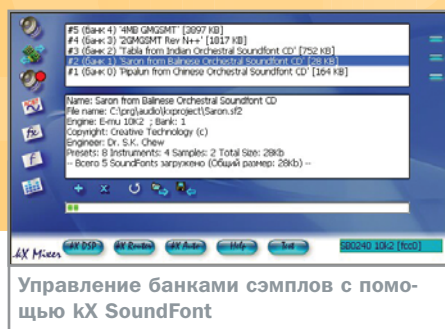 #5 (банк 4) '4MB GMGSMT' [3897 KB]
#4 (банк 3) '2GMGSMT Rev N++' [1817 KB]
#3 (банк 2) 'Tabla from Indian Orchestral Soundfont CD' [752 KB]
#2 (банк 1) 'Saron from Balinese Orchestral Soundfont CD' [28 KB]
#1 (банк 0) 'Pipalun from Chinese Orchestral Soundfont CD' [164 KB]
Name: Saron from Balinese Orchestral Soundfont CD
File name: C:\prg\audio\kxproject\Saron.sf2
Engine: E-mu 10K2 ; Bank: 1
Copyright: Creative Technology (c)
Engineer: Dr. S.K. Chew
Presets: 8 Instruments: 4 Samples: 2 Total Size: 28Kb
-- Всего 5 SoundFonts загружено (Общий размер: 28Kb) --
kX Mixer
kX DSP
kX Router
kX Auto
Help
Test
SB0240 10k2 [fcc0]
Управление банками сэмплов с помо-
щью kX SoundFont